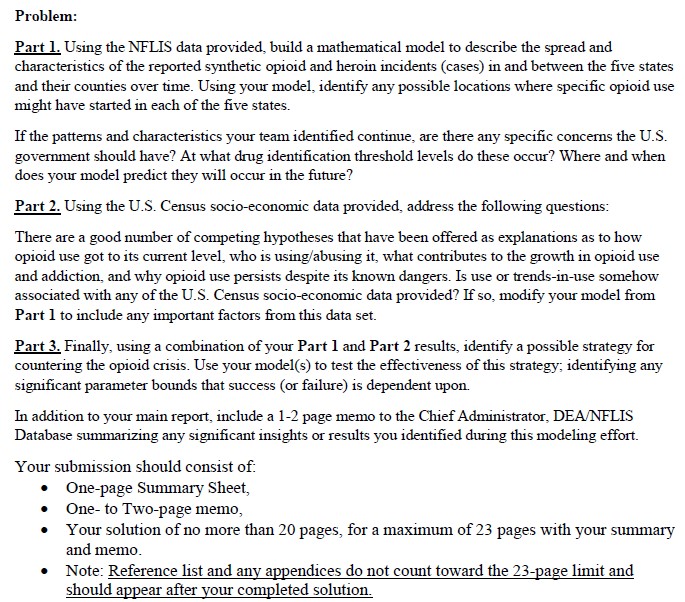 Problem:
Part 1. Using the NFLIS data provided, build a mathematical model to describe the spread and
characteristics of the reported synthetic opioid and heroin incidents (cases) in and between the five states
and their counties over time. Using your model, identify any possible locations where specific opioid use
might have started in each of the five states.
If the patterns and characteristics your team identified continue, are there any specific concerns the U.S.
government should have? At what drug identification threshold levels do these occur? Where and when
does your model predict they will occur in the future?
Part 2. Using the U.S. Census socio-economic data provided, address the following questions:
There are a good number of competing hypotheses that have been offered as explanations as to how
opioid use got to its current level, who is using/abusing it, what contributes to the growth in opioid use
and addiction, and why opioid use persists despite its known dangers. Is use or trends-in-use somehow
associated with any of the U.S. Census socio-economic data provided? If so, modify your model from
Part 1 to include any important factors from this data set.
Part 3. Finally, using a combination of your Part 1 and Part 2 results, identify a possible strategy for
countering the opioid crisis. Use your model(s) to test the effectiveness of this strategy; identifying any
significant parameter bounds that success (or failure) is dependent upon.
In addition to your main report, include a 1-2 page memo to the Chief Administrator, DEA/NFLIS
Database summarizing any significant insights or results you identified during this modeling effort.
Your submission should consist of:
• One-page Summary Sheet,
• One- to Two-page memo,
• Your solution of no more than 20 pages, for a maximum of 23 pages with your summary
and memo.
• Note: Reference list and any appendices do not count toward the 23-page limit and
should appear after your completed solution.